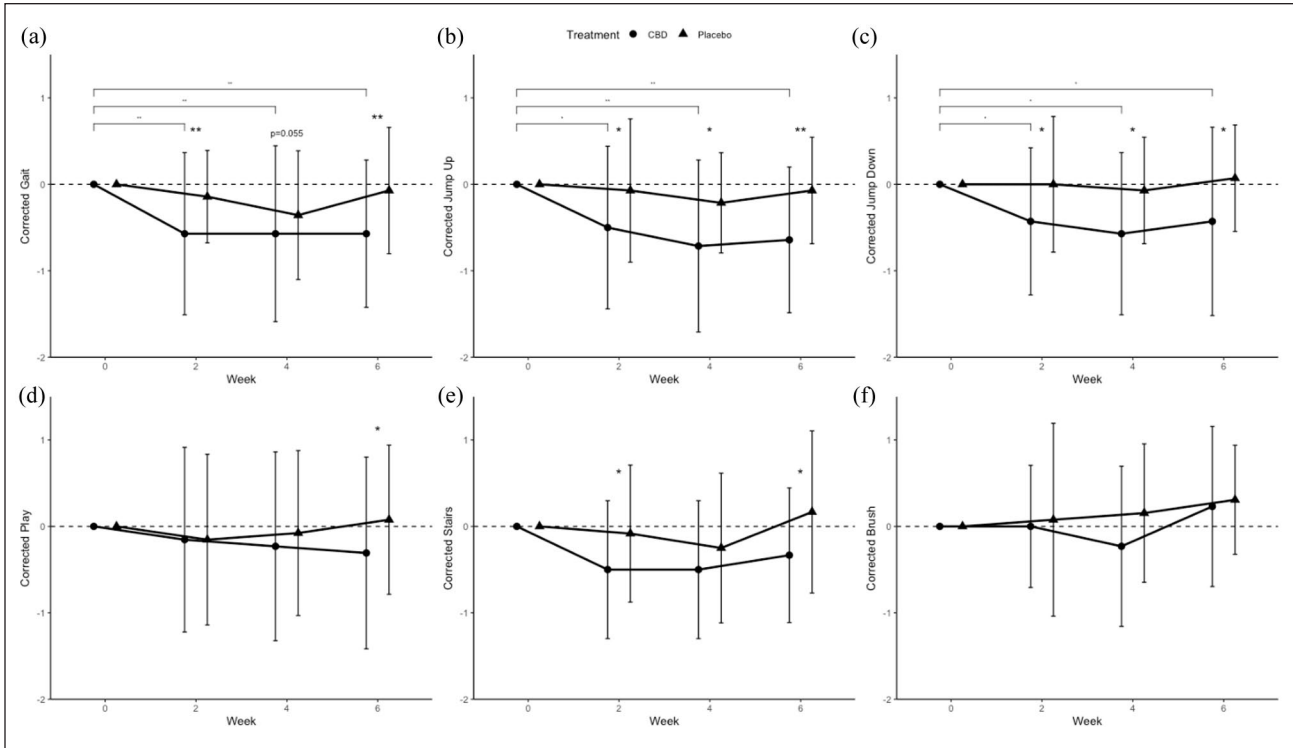 Treatment CBD Placebo
(a)
Corrected Gait
1
0
-1
-2
**
**
**
**
p=0.055
**
0 2 4 6
Week
(b)
Corrected Jump Up
1
0
-1
-2
**
**
*
*
*
**
0 2 4 6
Week
(c)
Corrected Jump Down
1
0
-1
-2
*
*
*
*
*
*
0 2 4 6
Week
(d)
Corrected Play
1
0
-1
-2
*
0 2 4 6
Week
(e)
Corrected Stairs
1
0
-1
-2
*
*
0 2 4 6
Week
(f)
Corrected Brush
1
0
-1
-2
0 2 4 6
Week